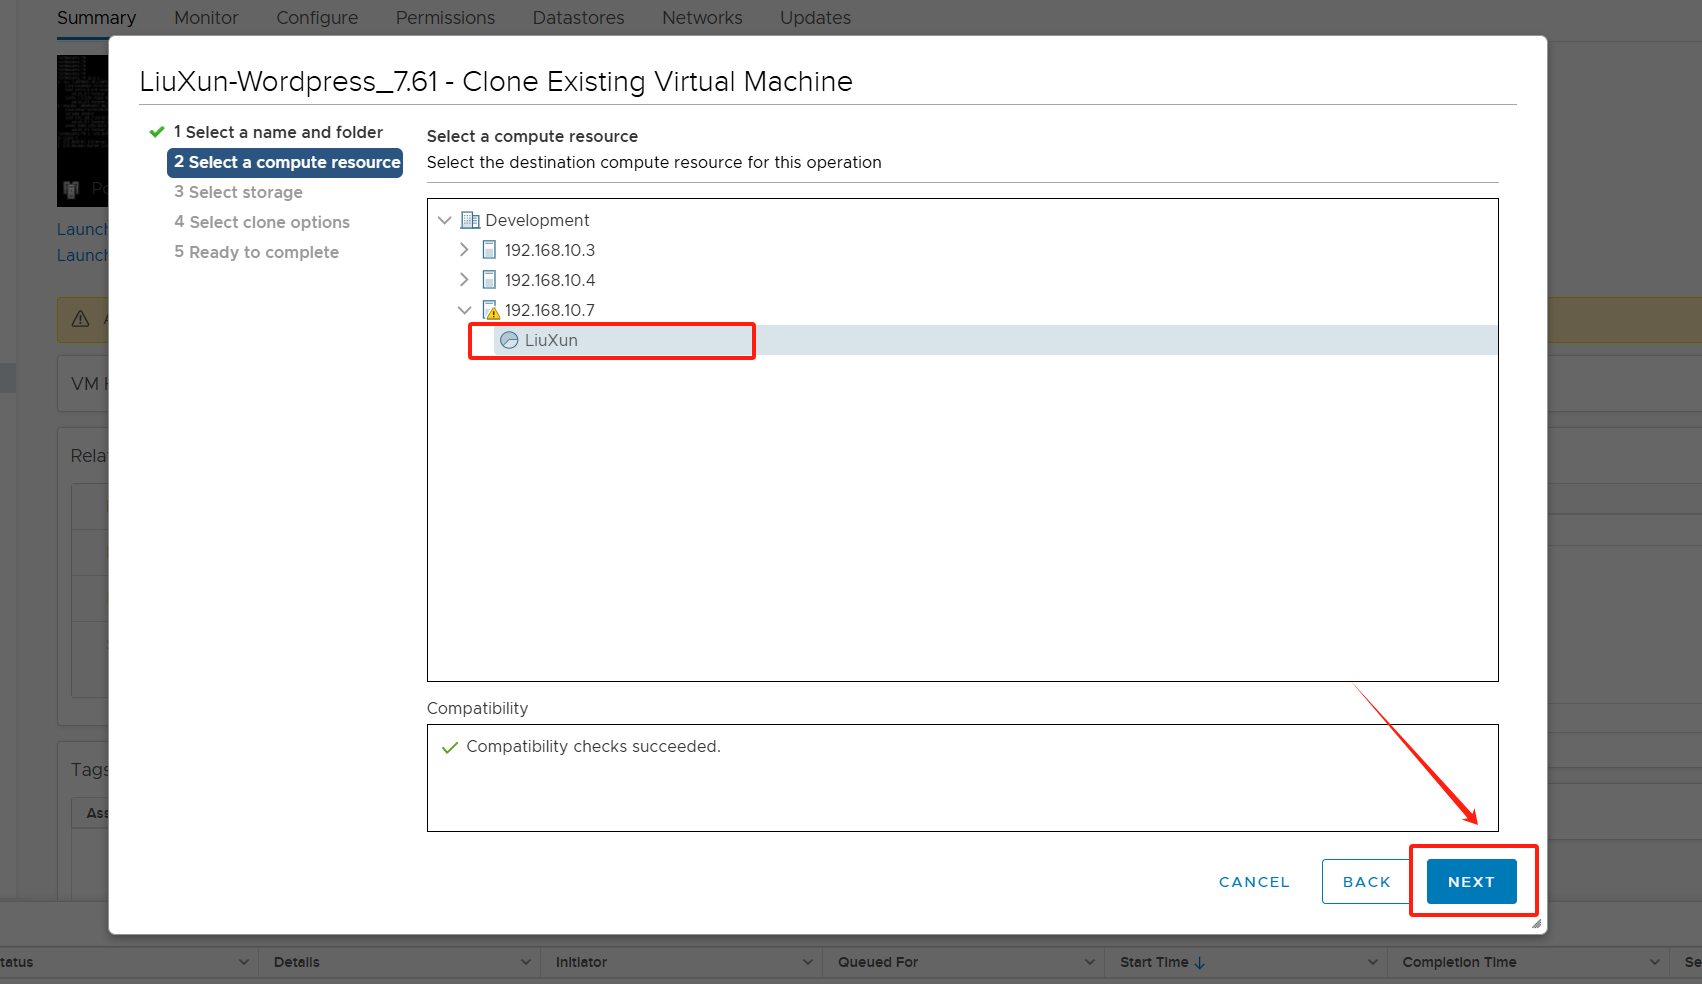 Summary Monitor Configure Permissions Datastores Networks Updates
LiuXun-Wordpress_7.61 - Clone Existing Virtual Machine
1 Select a name and folder
2 Select a compute resource
3 Select storage
4 Select clone options
5 Ready to complete
Select a compute resource
Select the destination compute resource for this operation
Development
192.168.10.3
192.168.10.4
192.168.10.7
LiuXun
Compatibility
Compatibility checks succeeded.
CANCEL BACK NEXT
Launch
Launch
VM
Rela
Tags
Ass
tatus Details Initiator Queued For Start Time Completion Time Se